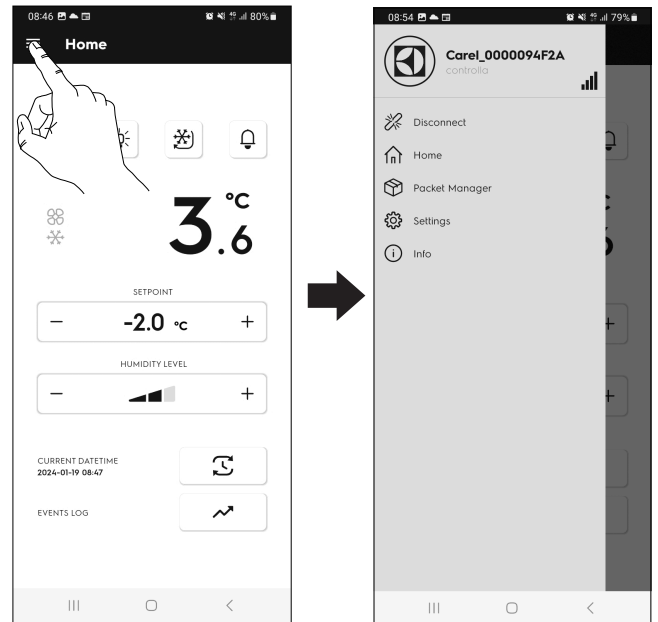 08:46 80%
Home
3.6 °C
SETPOINT
− -2.0 °C +
HUMIDITY LEVEL
− +
CURRENT DATETIME
2024-01-19 08:47
EVENTS LOG
08:54 79%
Carel_0000094F2A
controlla
Disconnect
Home
Packet Manager
Settings
Info